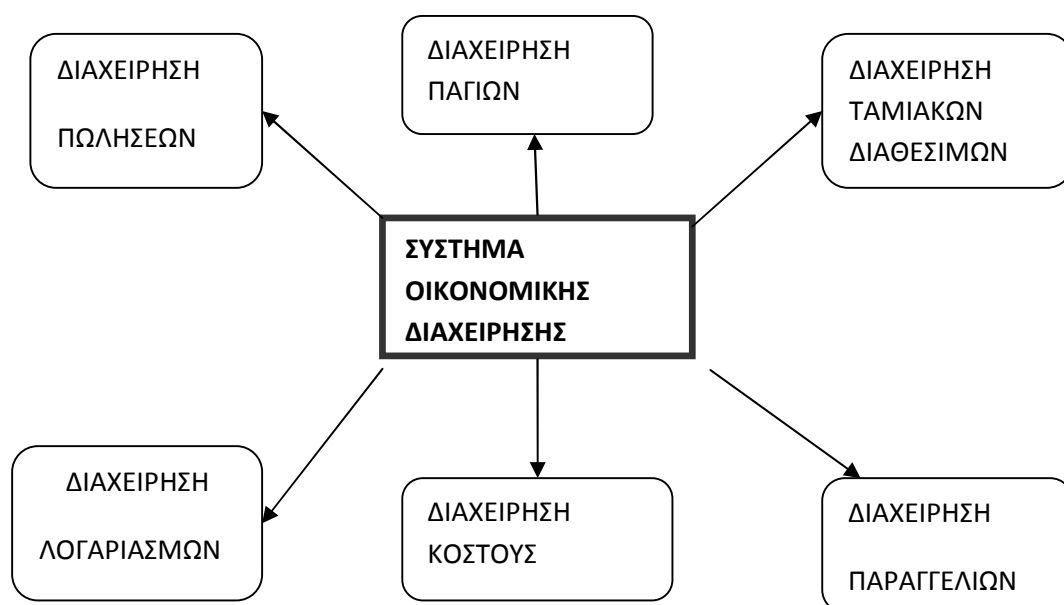 ΔΙΑΧΕΙΡΗΣΗ
ΠΩΛΗΣΕΩΝ
ΔΙΑΧΕΙΡΗΣΗ
ΠΑΓΙΩΝ
ΔΙΑΧΕΙΡΗΣΗ
ΤΑΜΙΑΚΩΝ
ΔΙΑΘΕΣΙΜΩΝ
ΣΥΣΤΗΜΑ
ΟΙΚΟΝΟΜΙΚΗΣ
ΔΙΑΧΕΙΡΗΣΗΣ
ΔΙΑΧΕΙΡΗΣΗ
ΛΟΓΑΡΙΑΣΜΩΝ
ΔΙΑΧΕΙΡΗΣΗ
ΚΟΣΤΟΥΣ
ΔΙΑΧΕΙΡΗΣΗ
ΠΑΡΑΓΓΕΛΙΩΝ